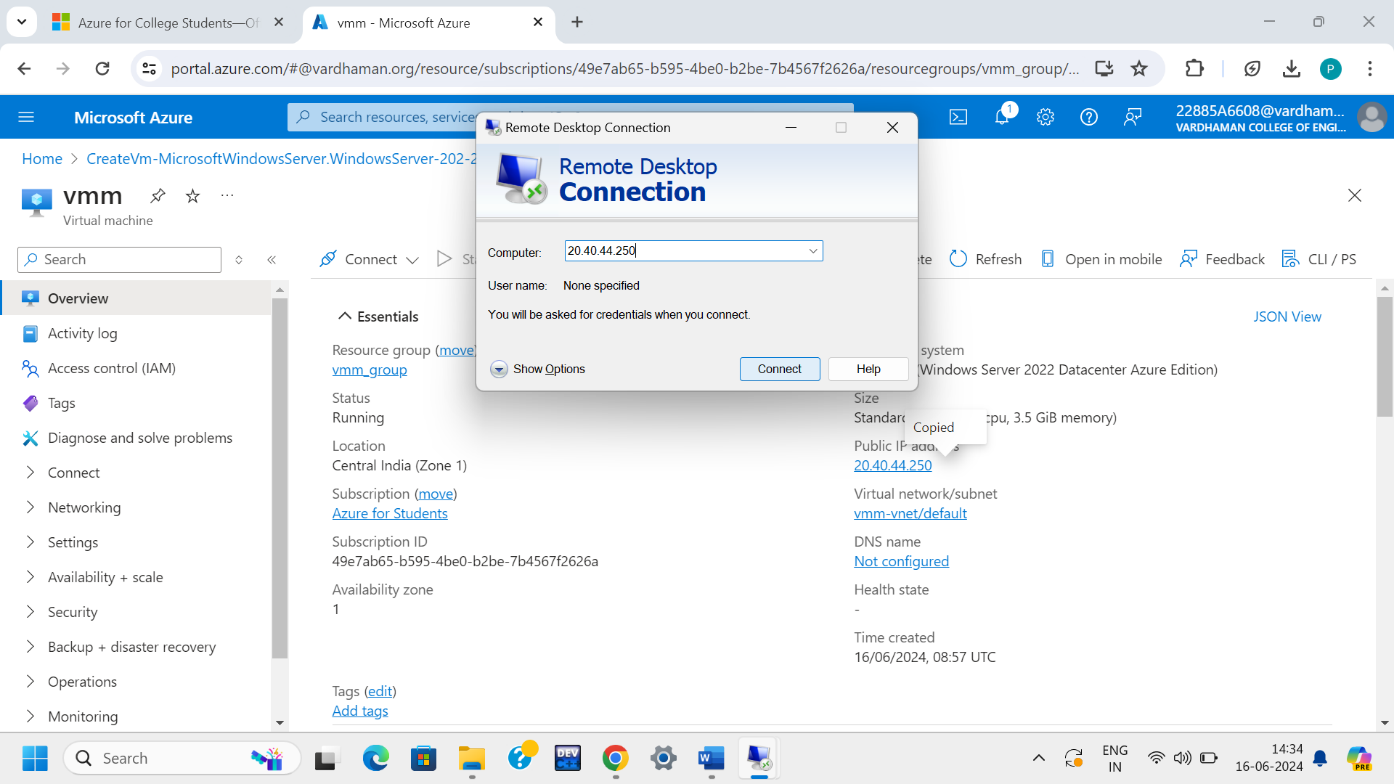 Azure for College Students—Of
vmm - Microsoft Azure
portal.azure.com/#@vardhaman.org/resource/subscriptions/49e7ab65-b595-4be0-b2be-7b4567f2626a/resourcegroups/vmm_group/...
P
Microsoft Azure
Search resources, service
1
22885A6608@vardham...
VARDHAMAN COLLEGE OF ENGI...
Home > CreateVm-MicrosoftWindowsServer.WindowsServer-202-2
vmm
Virtual machine
Search
Connect
Refresh
Open in mobile
Feedback
CLI / PS
Overview
Activity log
Access control (IAM)
Tags
Diagnose and solve problems
Connect
Networking
Settings
Availability + scale
Security
Backup + disaster recovery
Operations
Monitoring
Remote Desktop Connection
Remote Desktop
Connection
Computer: 20.40.44.250
User name: None specified
You will be asked for credentials when you connect.
Show Options
Connect
Help
Essentials
JSON View
Resource group (move)
vmm_group
Status
Running
Location
Central India (Zone 1)
Subscription (move)
Azure for Students
Subscription ID
49e7ab65-b595-4be0-b2be-7b4567f2626a
Availability zone
1
Tags (edit)
Add tags
system
(Windows Server 2022 Datacenter Azure Edition)
Size
Standar cpu, 3.5 GiB memory)
Copied
Public IP address
20.40.44.250
Virtual network/subnet
vmm-vnet/default
DNS name
Not configured
Health state
-
Time created
16/06/2024, 08:57 UTC
Search
DEV
ENG
IN
14:34
16-06-2024
PRE